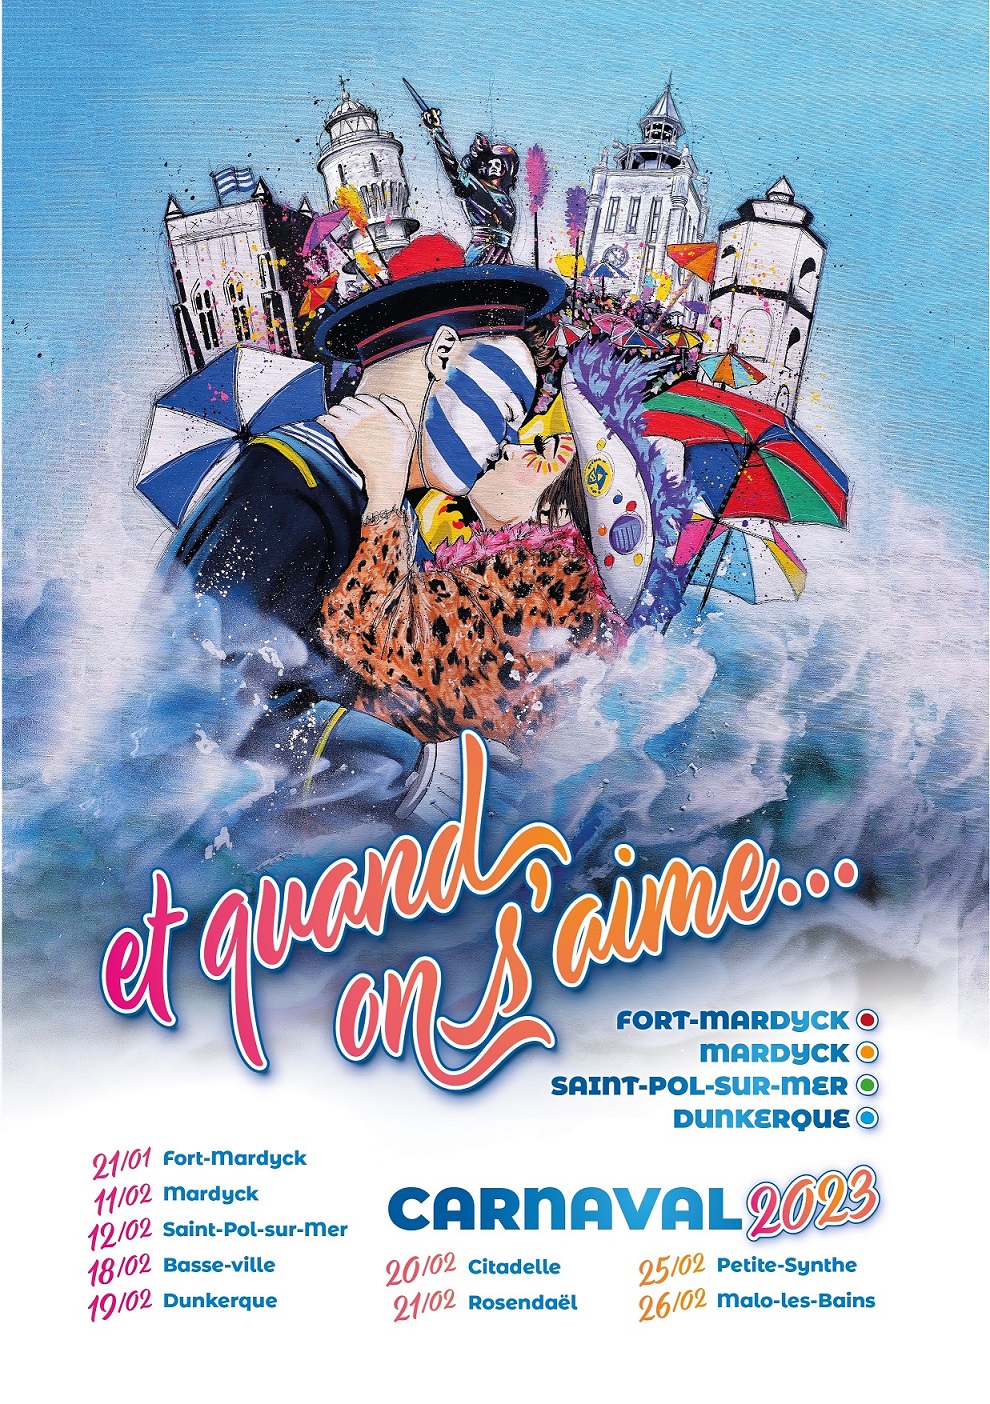 et quand,
on s'aime...
FORT-MARDYCK
MARDYCK
SAINT-POL-SUR-MER
DUNKERQUE
21/01 Fort-Mardyck
11/02 Mardyck
12/02 Saint-Pol-sur-Mer
18/02 Basse-ville
19/02 Dunkerque
CARNAVAL 2023
20/02 Citadelle
21/02 Rosendaël
25/02 Petite-Synthe
26/02 Malo-les-Bains